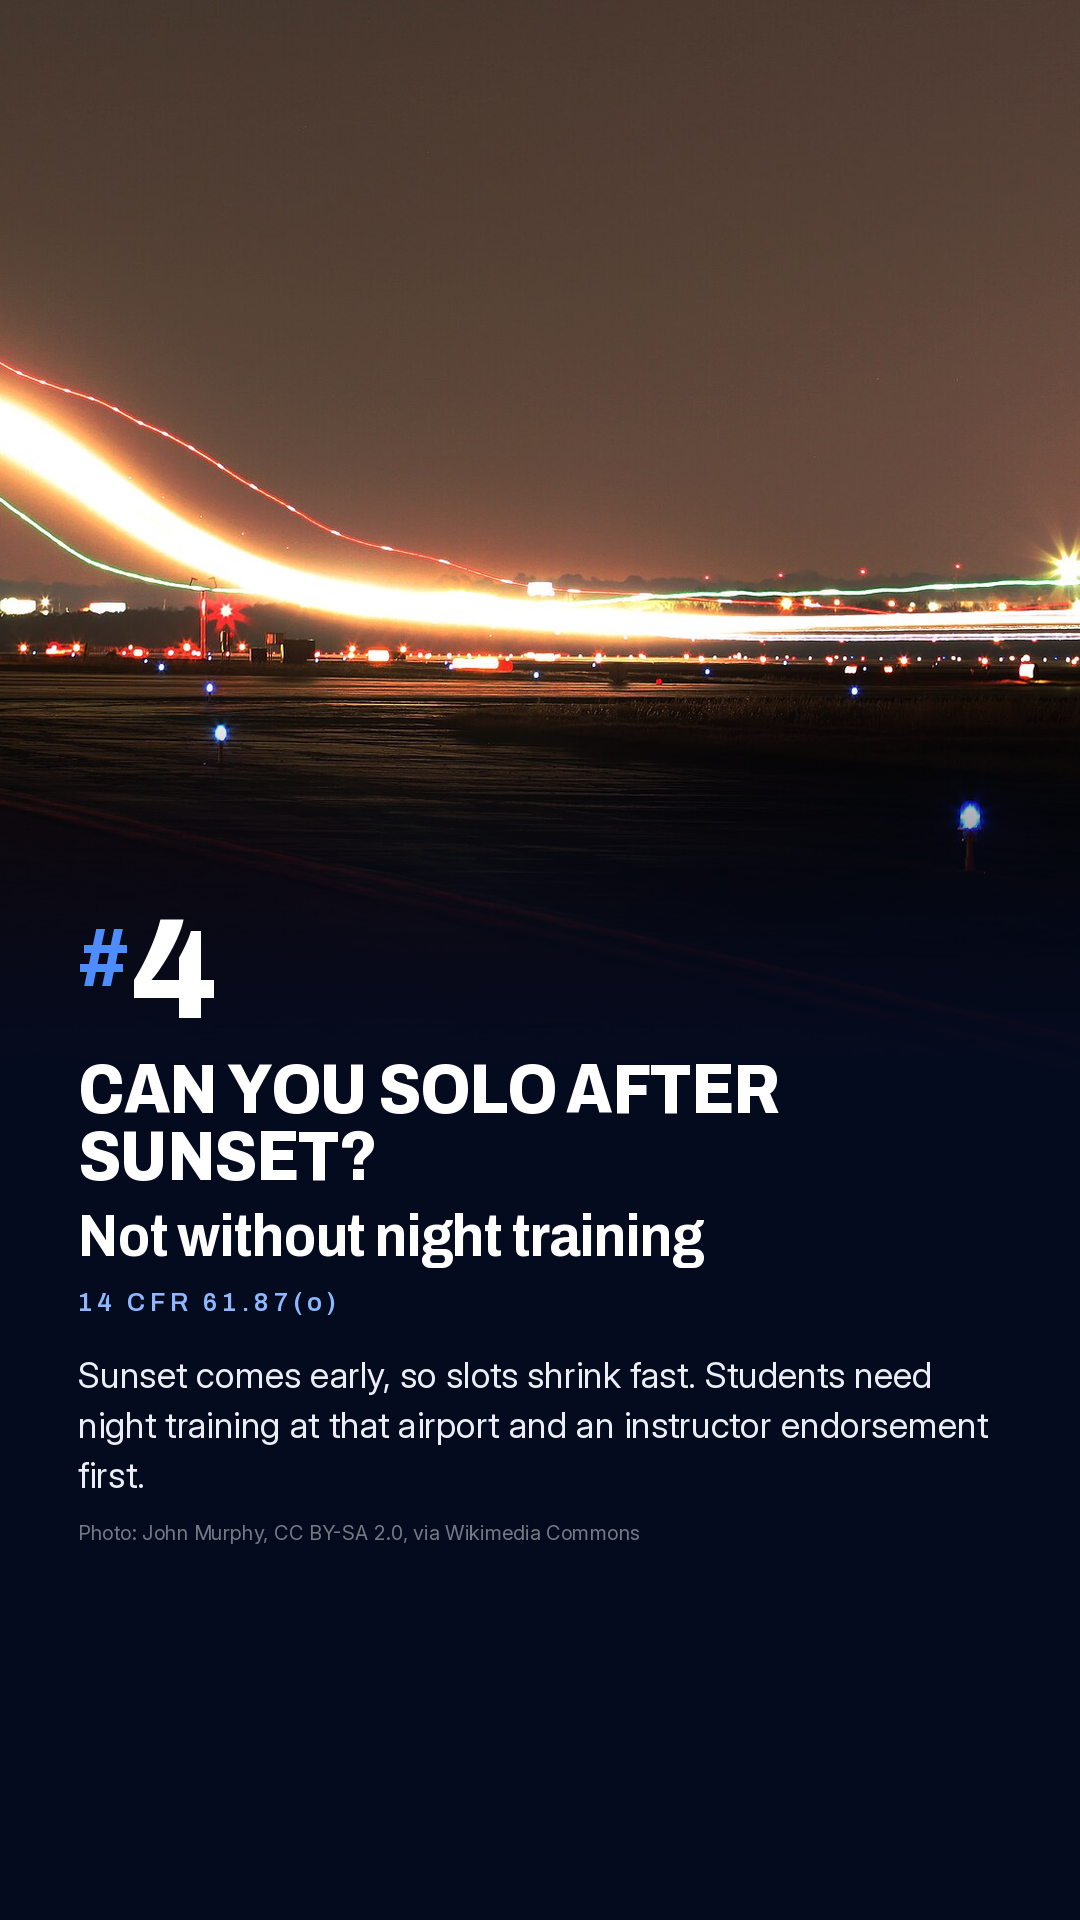 #4
CAN YOU SOLO AFTER
SUNSET?
Not without night training
14 CFR 61.87(o)
Sunset comes early, so slots shrink fast. Students need
night training at that airport and an instructor endorsement
first.
Photo: John Murphy, CC BY-SA 2.0, via Wikimedia Commons